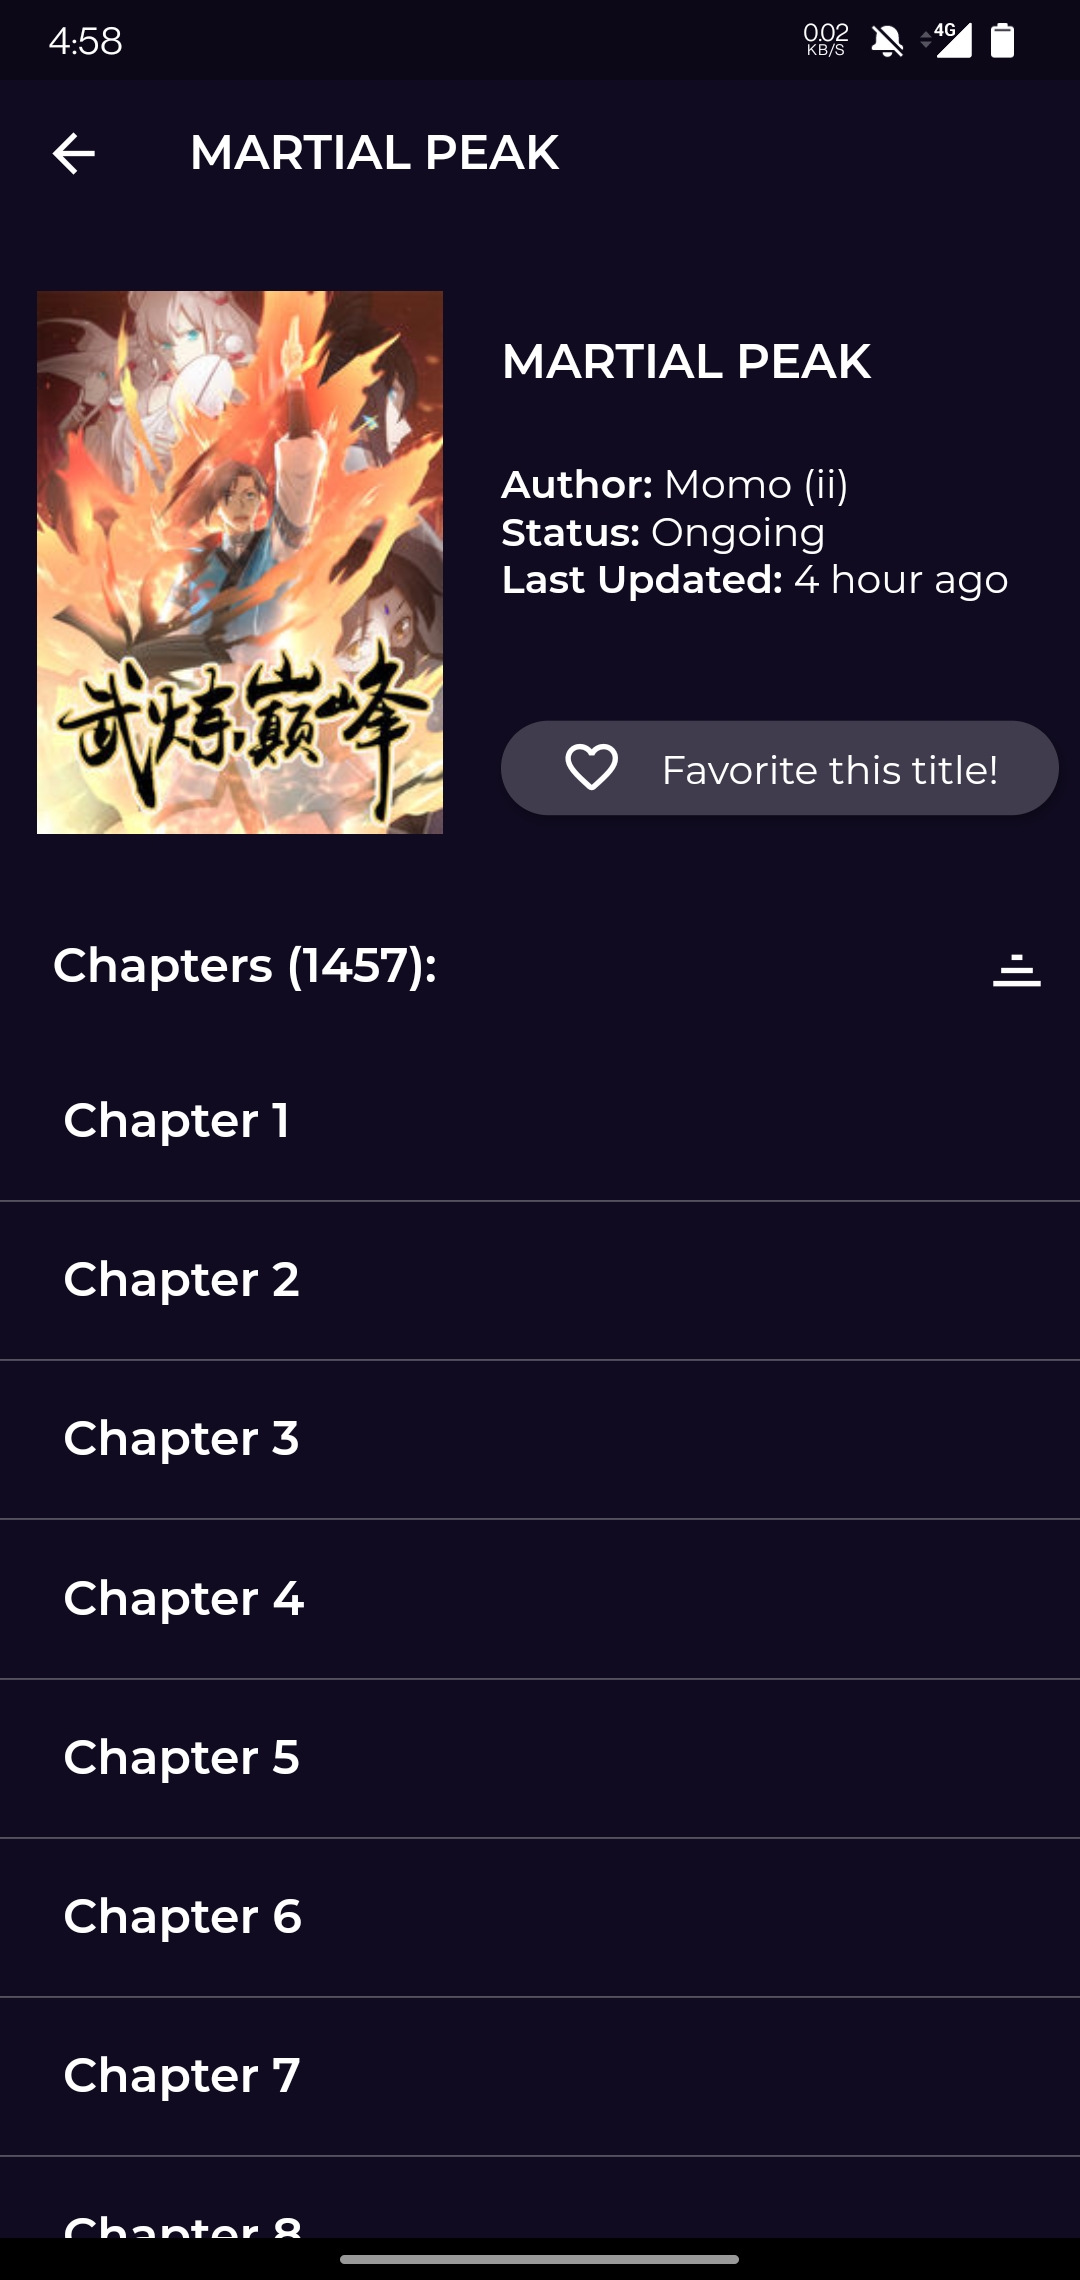 4:58
0.02
KB/S
4G
MARTIAL PEAK
MARTIAL PEAK
Author: Momo (ii)
Status: Ongoing
Last Updated: 4 hour ago
武炼巅峰
Favorite this title!
Chapters (1457):
Chapter 1
Chapter 2
Chapter 3
Chapter 4
Chapter 5
Chapter 6
Chapter 7
Chapter 8